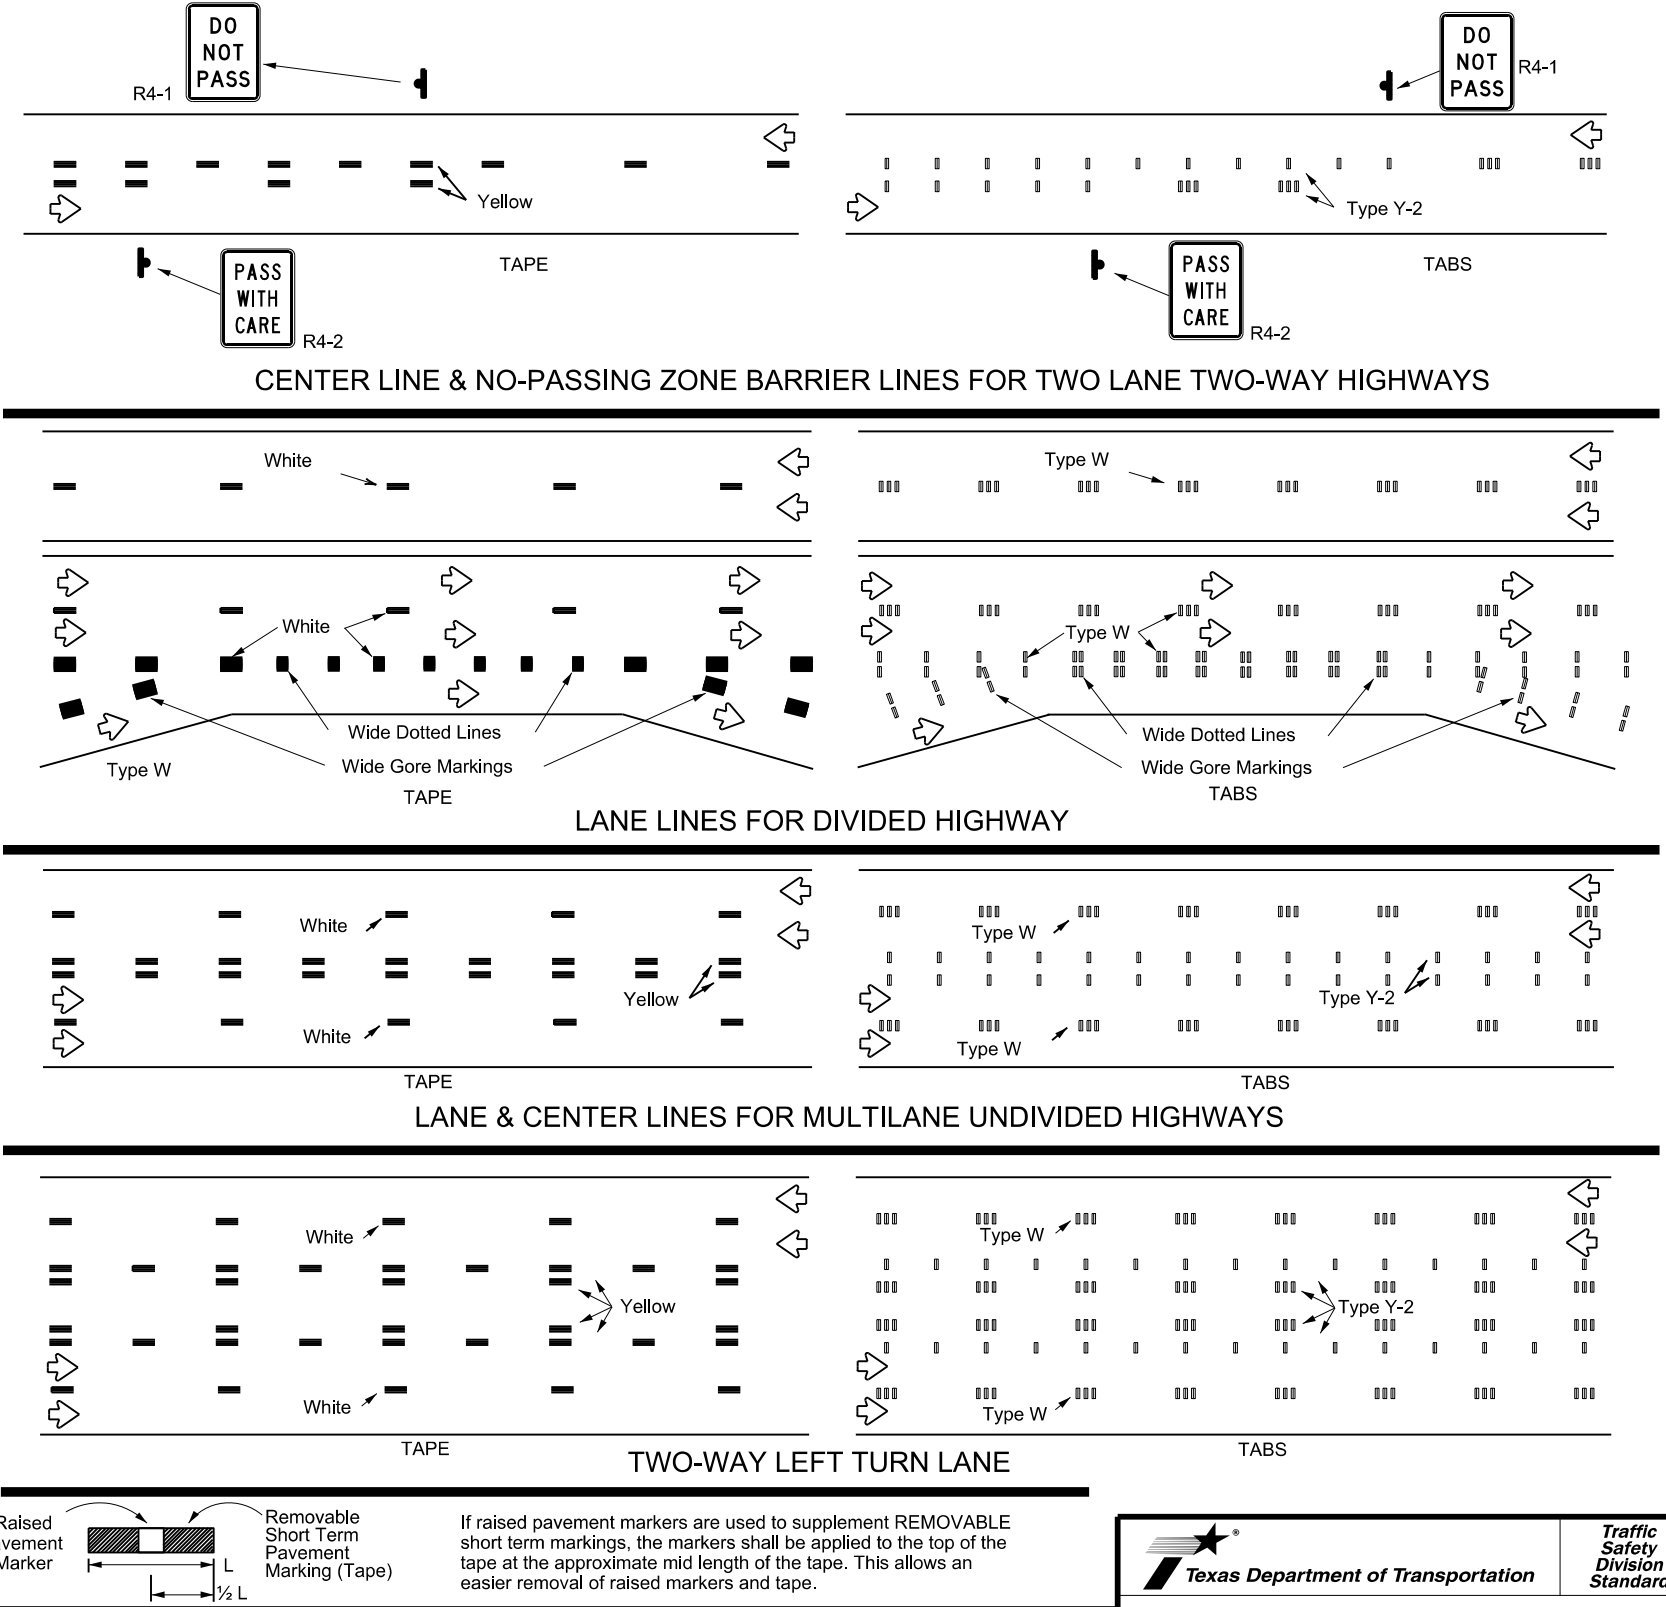 DO
NOT
PASS
R4-1
Yellow
PASS
WITH
CARE
R4-2
TAPE
DO
NOT
PASS
R4-1
Type Y-2
PASS
WITH
CARE
R4-2
TABS
CENTER LINE & NO-PASSING ZONE BARRIER LINES FOR TWO LANE TWO-WAY HIGHWAYS
White
White
Wide Dotted Lines
Wide Gore Markings
Type W
TAPE
Type W
Type W
Wide Dotted Lines
Wide Gore Markings
TABS
LANE LINES FOR DIVIDED HIGHWAY
White
Yellow
White
TAPE
Type W
Type Y-2
Type W
TABS
LANE & CENTER LINES FOR MULTILANE UNDIVIDED HIGHWAYS
White
Yellow
White
TAPE
Type W
Type Y-2
Type W
TABS
TWO-WAY LEFT TURN LANE
Raised
Pavement
Marker
L
½ L
Removable
Short Term
Pavement
Marking (Tape)
If raised pavement markers are used to supplement REMOVABLE
short term markings, the markers shall be applied to the top of the
tape at the approximate mid length of the tape. This allows an
easier removal of raised markers and tape.
®
Texas Department of Transportation
Traffic
Safety
Division
Standard